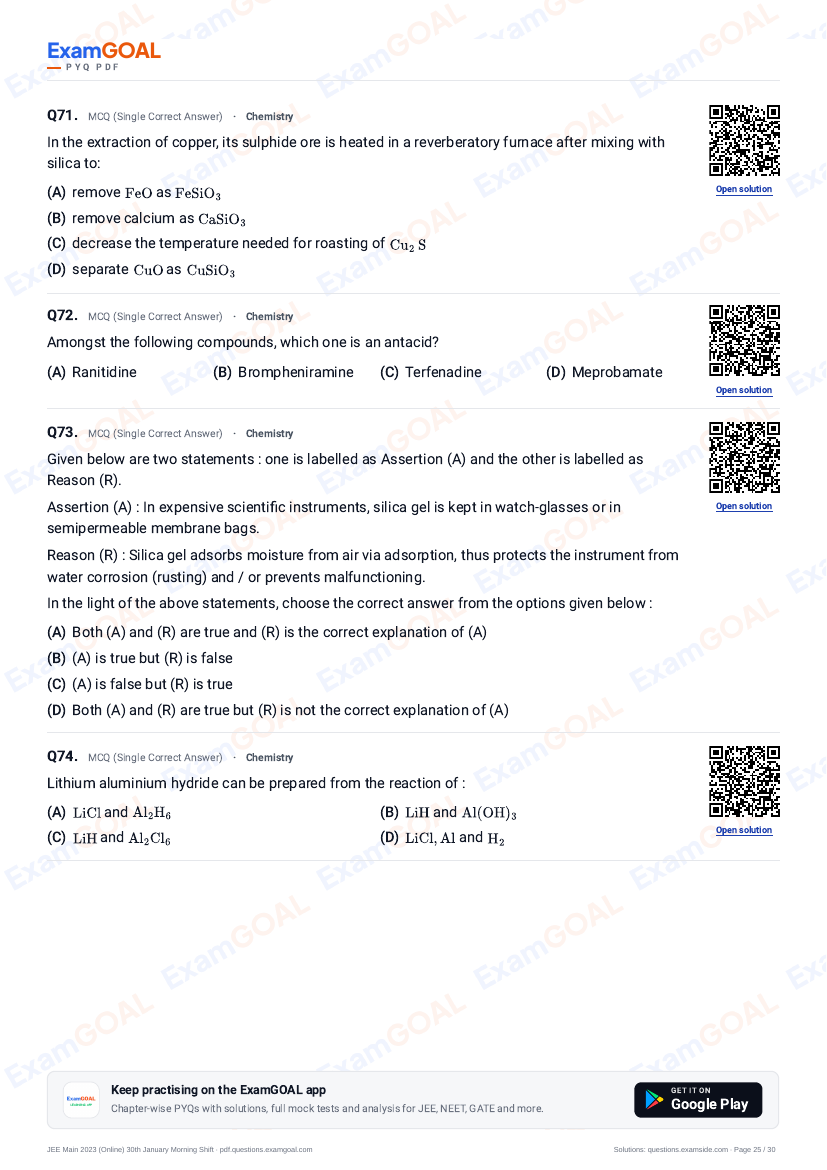 ExamGOAL
PYQ PDF
Q71. MCQ (Single Correct Answer) · Chemistry
In the extraction of copper, its sulphide ore is heated in a reverberatory furnace after mixing with
silica to:
(A) remove FeO as FeSiO₃
(B) remove calcium as CaSiO₃
(C) decrease the temperature needed for roasting of Cu₂ S
(D) separate CuO as CuSiO₃
Open solution
Q72. MCQ (Single Correct Answer) · Chemistry
Amongst the following compounds, which one is an antacid?
(A) Ranitidine (B) Brompheniramine (C) Terfenadine (D) Meprobamate
Open solution
Q73. MCQ (Single Correct Answer) · Chemistry
Given below are two statements : one is labelled as Assertion (A) and the other is labelled as
Reason (R).
Assertion (A) : In expensive scientific instruments, silica gel is kept in watch-glasses or in
semipermeable membrane bags.
Reason (R) : Silica gel adsorbs moisture from air via adsorption, thus protects the instrument from
water corrosion (rusting) and / or prevents malfunctioning.
In the light of the above statements, choose the correct answer from the options given below :
(A) Both (A) and (R) are true and (R) is the correct explanation of (A)
(B) (A) is true but (R) is false
(C) (A) is false but (R) is true
(D) Both (A) and (R) are true but (R) is not the correct explanation of (A)
Open solution
Q74. MCQ (Single Correct Answer) · Chemistry
Lithium aluminium hydride can be prepared from the reaction of :
(A) LiCl and Al₂H₆ (B) LiH and Al(OH)₃
(C) LiH and Al₂Cl₆ (D) LiCl, Al and H₂
Open solution
Keep practising on the ExamGOAL app
Chapter-wise PYQs with solutions, full mock tests and analysis for JEE, NEET, GATE and more.
GET IT ON
Google Play
JEE Main 2023 (Online) 30th January Morning Shift · pdf.questions.examgoal.com
Solutions: questions.examside.com · Page 25 / 30